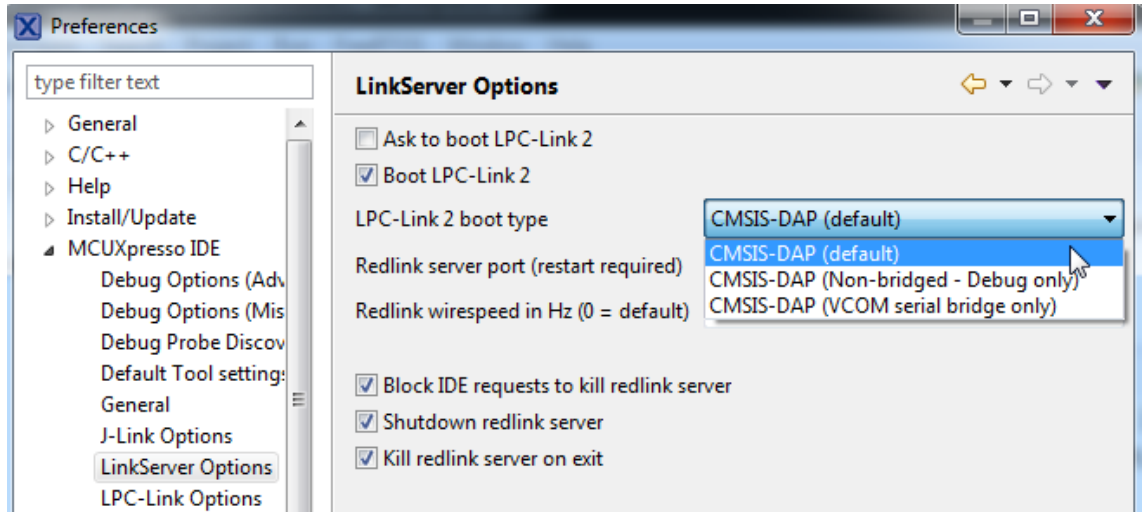 Preferences
type filter text
General
C/C++
Help
Install/Update
MCUXpresso IDE
Debug Options (Adv
Debug Options (Mis
Debug Probe Discov
Default Tool settings
General
J-Link Options
LinkServer Options
LPC-Link Options
LinkServer Options
Ask to boot LPC-Link 2
Boot LPC-Link 2
LPC-Link 2 boot type
CMSIS-DAP (default)
CMSIS-DAP (default)
Redlink server port (restart required)
CMSIS-DAP (Non-bridged - Debug only)
CMSIS-DAP (VCOM serial bridge only)
Redlink wirespeed in Hz (0 = default)
Block IDE requests to kill redlink server
Shutdown redlink server
Kill redlink server on exit